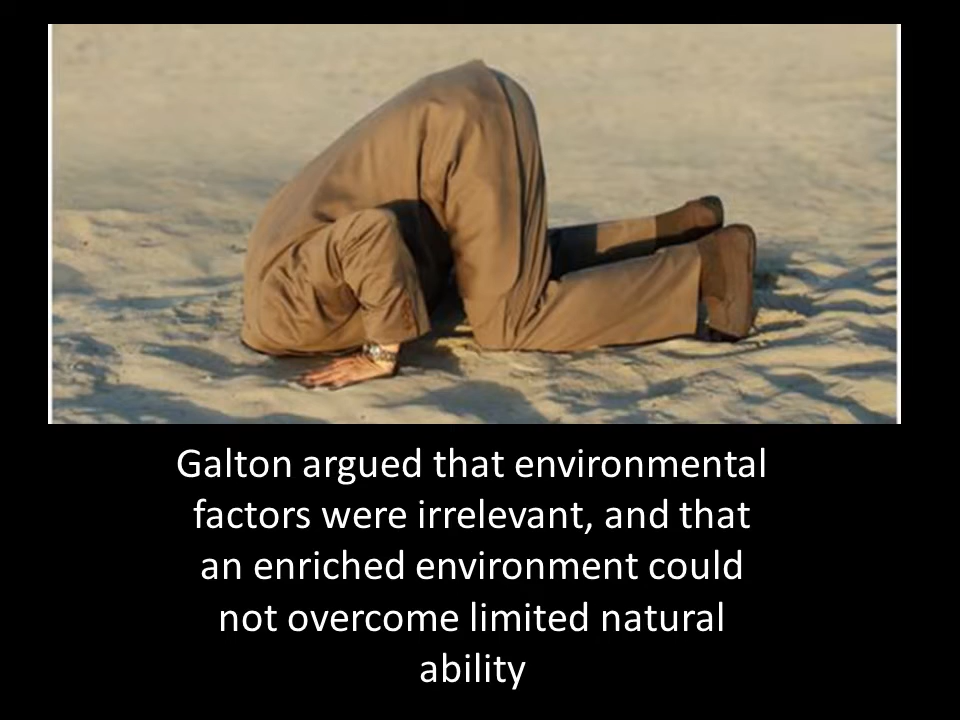 Galton argued that environmental
factors were irrelevant, and that
an enriched environment could
not overcome limited natural
ability